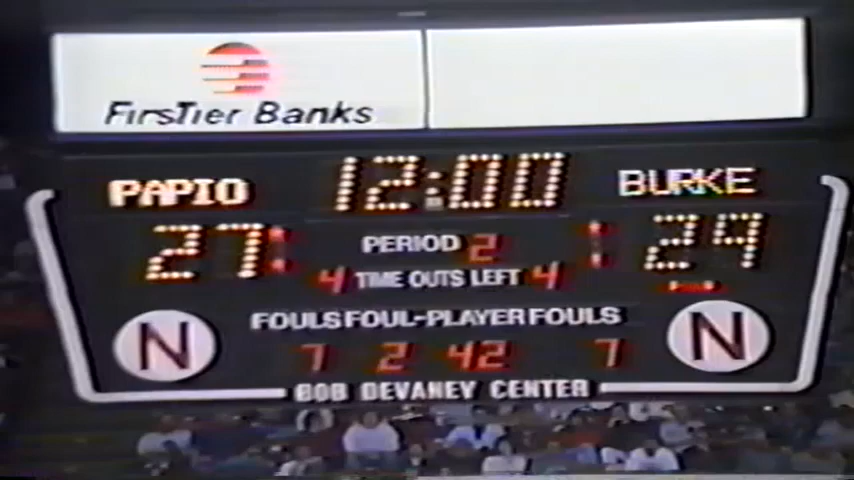 FirsTier Banks
PAPIO 12:00 BURKE
27 PERIOD 2 29
4 TIME OUTS LEFT 4
FOULS FOUL-PLAYER FOULS
7 2 42 7
N N
BOB DEVANEY CENTER